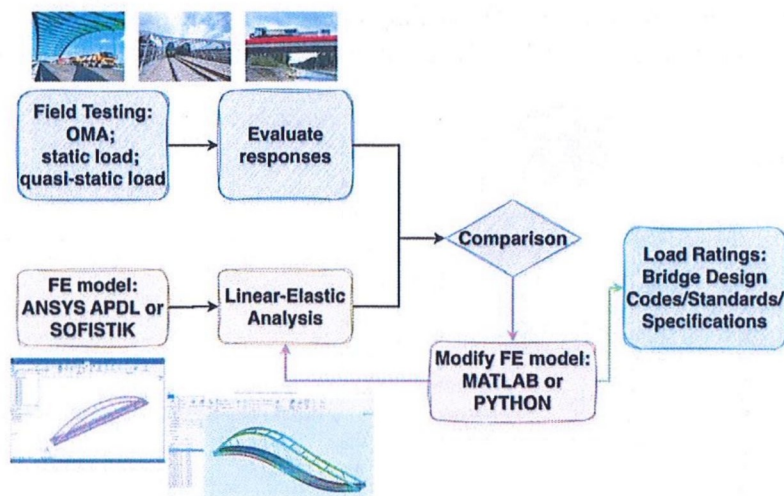 Field Testing:
OMA;
static load;
quasi-static load
Evaluate
responses
Comparison
Load Ratings:
Bridge Design
Codes/Standards/
Specifications
FE model:
ANSYS APDL or
SOFISTIK
Linear-Elastic
Analysis
Modify FE model:
MATLAB or
PYTHON